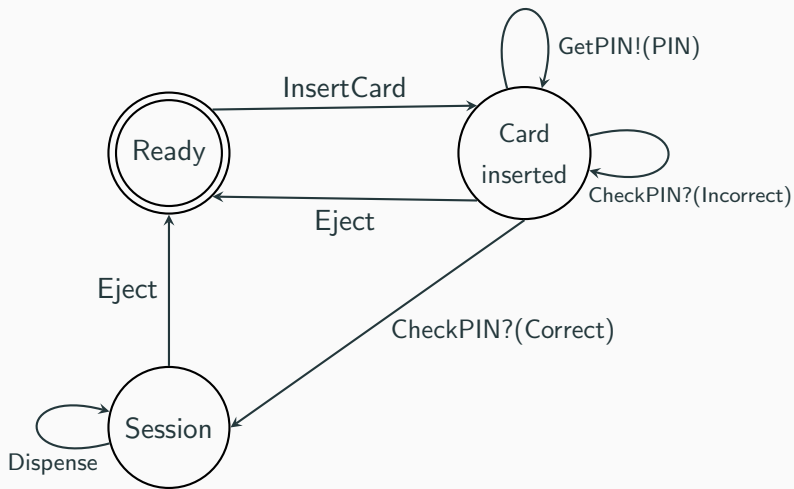 GetPIN!(PIN)
InsertCard
Ready
Card
inserted
CheckPIN?(Incorrect)
Eject
Eject
CheckPIN?(Correct)
Session
Dispense